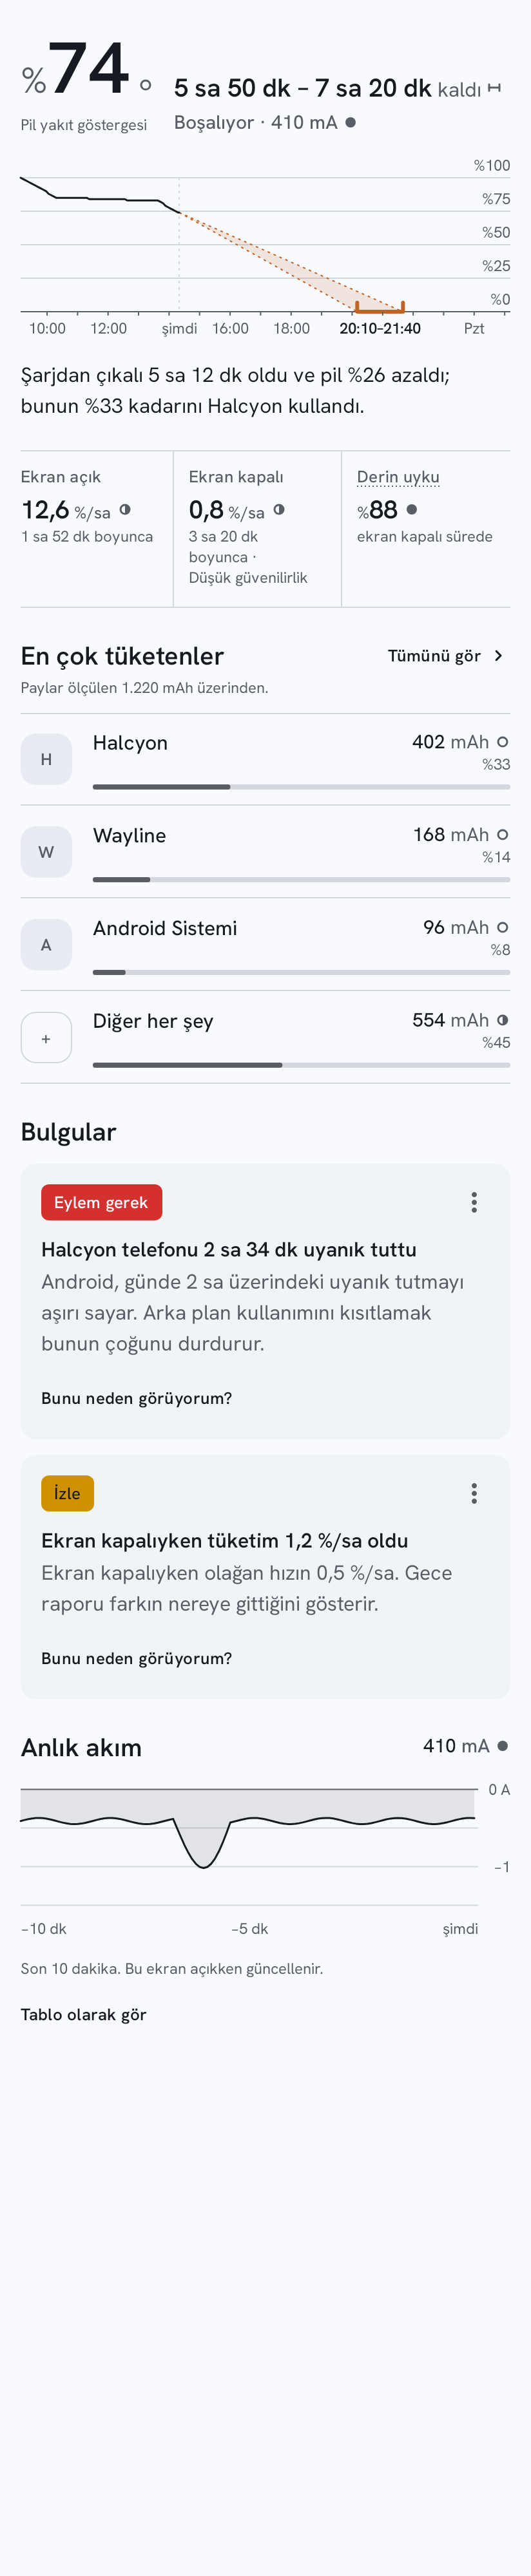 %74
Pil yakıt göstergesi
5 sa 50 dk – 7 sa 20 dk kaldı
Boşalıyor · 410 mA
%100
%75
%50
%25
%0
10:00 12:00 şimdi 16:00 18:00 20:10–21:40 Pzt
Şarjdan çıkalı 5 sa 12 dk oldu ve pil %26 azaldı;
bunun %33 kadarını Halcyon kullandı.
Ekran açık
12,6 %/sa
1 sa 52 dk boyunca
Ekran kapalı
0,8 %/sa
3 sa 20 dk
boyunca ·
Düşük güvenilirlik
Derin uyku
%88
ekran kapalı sürede
En çok tüketenler
Tümünü gör
Paylar ölçülen 1.220 mAh üzerinden.
H
Halcyon
402 mAh
%33
W
Wayline
168 mAh
%14
A
Android Sistemi
96 mAh
%8
+
Diğer her şey
554 mAh
%45
Bulgular
Eylem gerek
Halcyon telefonu 2 sa 34 dk uyanık tuttu
Android, günde 2 sa üzerindeki uyanık tutmayı
aşırı sayar. Arka plan kullanımını kısıtlamak
bunun çoğunu durdurur.
Bunu neden görüyorum?
İzle
Ekran kapalıyken tüketim 1,2 %/sa oldu
Ekran kapalıyken olağan hızın 0,5 %/sa. Gece
raporu farkın nereye gittiğini gösterir.
Bunu neden görüyorum?
Anlık akım
410 mA
0 A
−1
−10 dk −5 dk şimdi
Son 10 dakika. Bu ekran açıkken güncellenir.
Tablo olarak gör